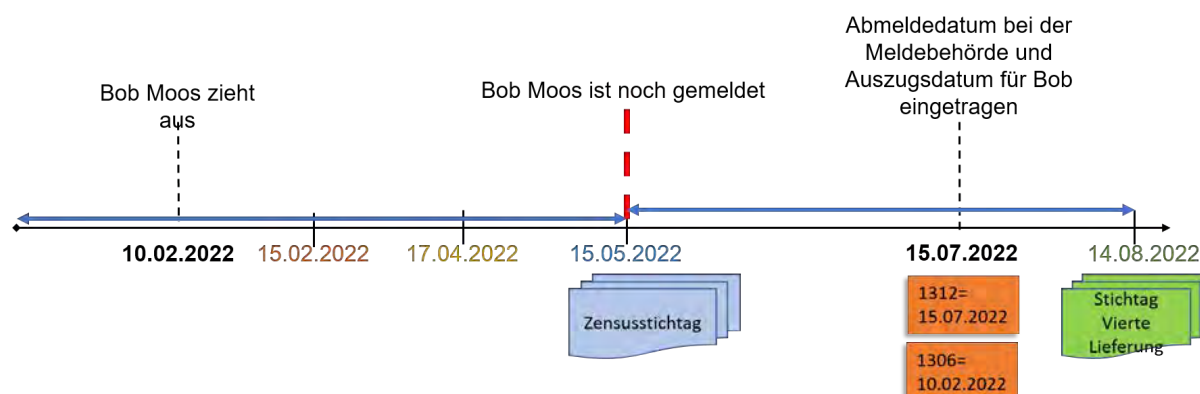 Abmeldedatum bei der
Meldebehörde und
Auszugsdatum für Bob
eingetragen
Bob Moos zieht
aus
Bob Moos ist noch gemeldet
10.02.2022
15.02.2022
17.04.2022
15.05.2022
15.07.2022
14.08.2022
Zensusstichtag
1312=
15.07.2022
1306=
10.02.2022
Stichtag
Vierte
Lieferung